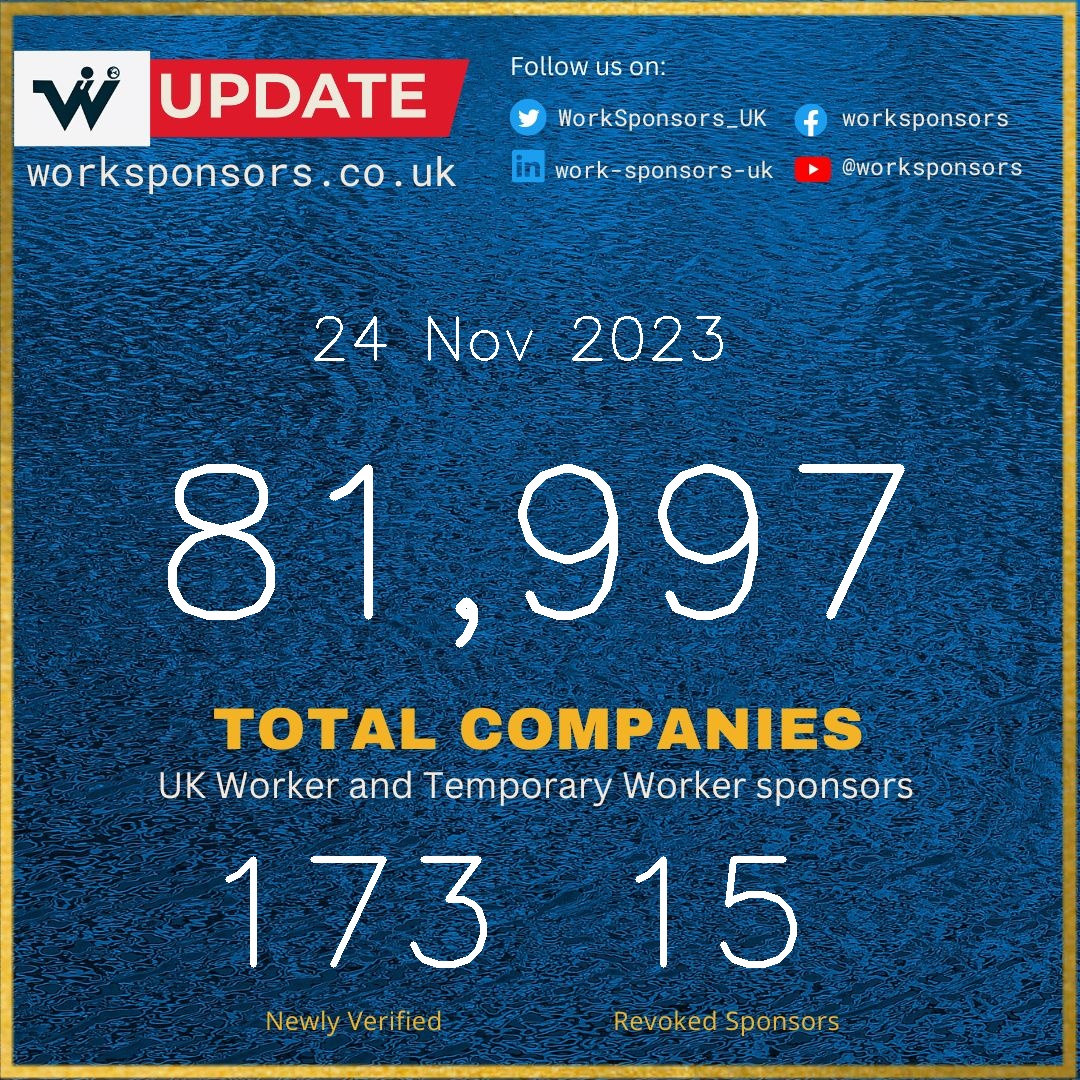 UPDATE
worksponsors.co.uk
Follow us on:
WorkSponsors_UK
worksponsors
work-sponsors-uk
@worksponsors
24 Nov 2023
81,997
TOTAL COMPANIES
UK Worker and Temporary Worker sponsors
173 15
Newly Verified Revoked Sponsors